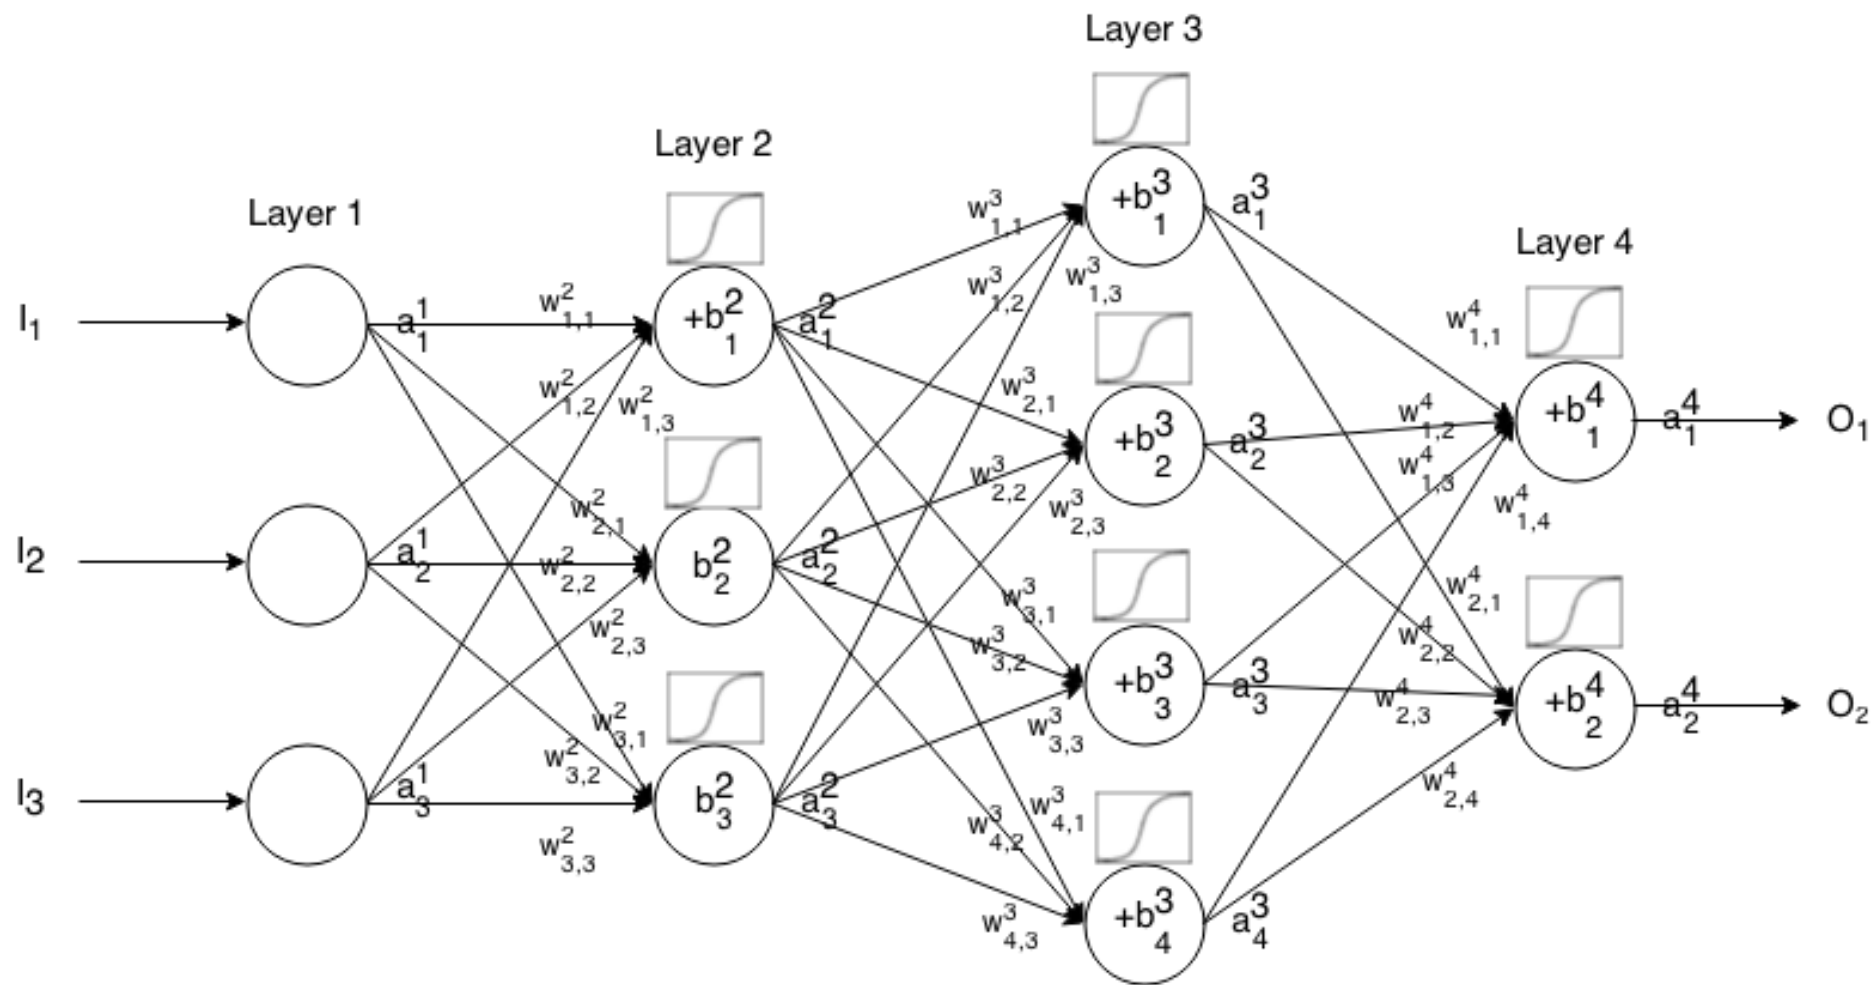 Layer 3
Layer 2
Layer 1
Layer 4
I₁
I₂
I₃
a¹₁
a¹₂
a¹₃
w²₁,₁
w²₁,₂
w²₁,₃
w²₂,₁
w²₂,₂
w²₂,₃
w²₃,₁
w²₃,₂
w²₃,₃
+b²₁
b²₂
b²₃
a²₁
a²₂
a²₃
w³₁,₁
w³₁,₂
w³₁,₃
w³₂,₁
w³₂,₂
w³₂,₃
w³₃,₁
w³₃,₂
w³₃,₃
w³₄,₁
w³₄,₂
w³₄,₃
+b³₁
+b³₂
+b³₃
+b³₄
a³₁
a³₂
a³₃
a³₄
w⁴₁,₁
w⁴₁,₂
w⁴₁,₃
w⁴₁,₄
w⁴₂,₁
w⁴₂,₂
w⁴₂,₃
w⁴₂,₄
+b⁴₁
+b⁴₂
a⁴₁
a⁴₂
O₁
O₂